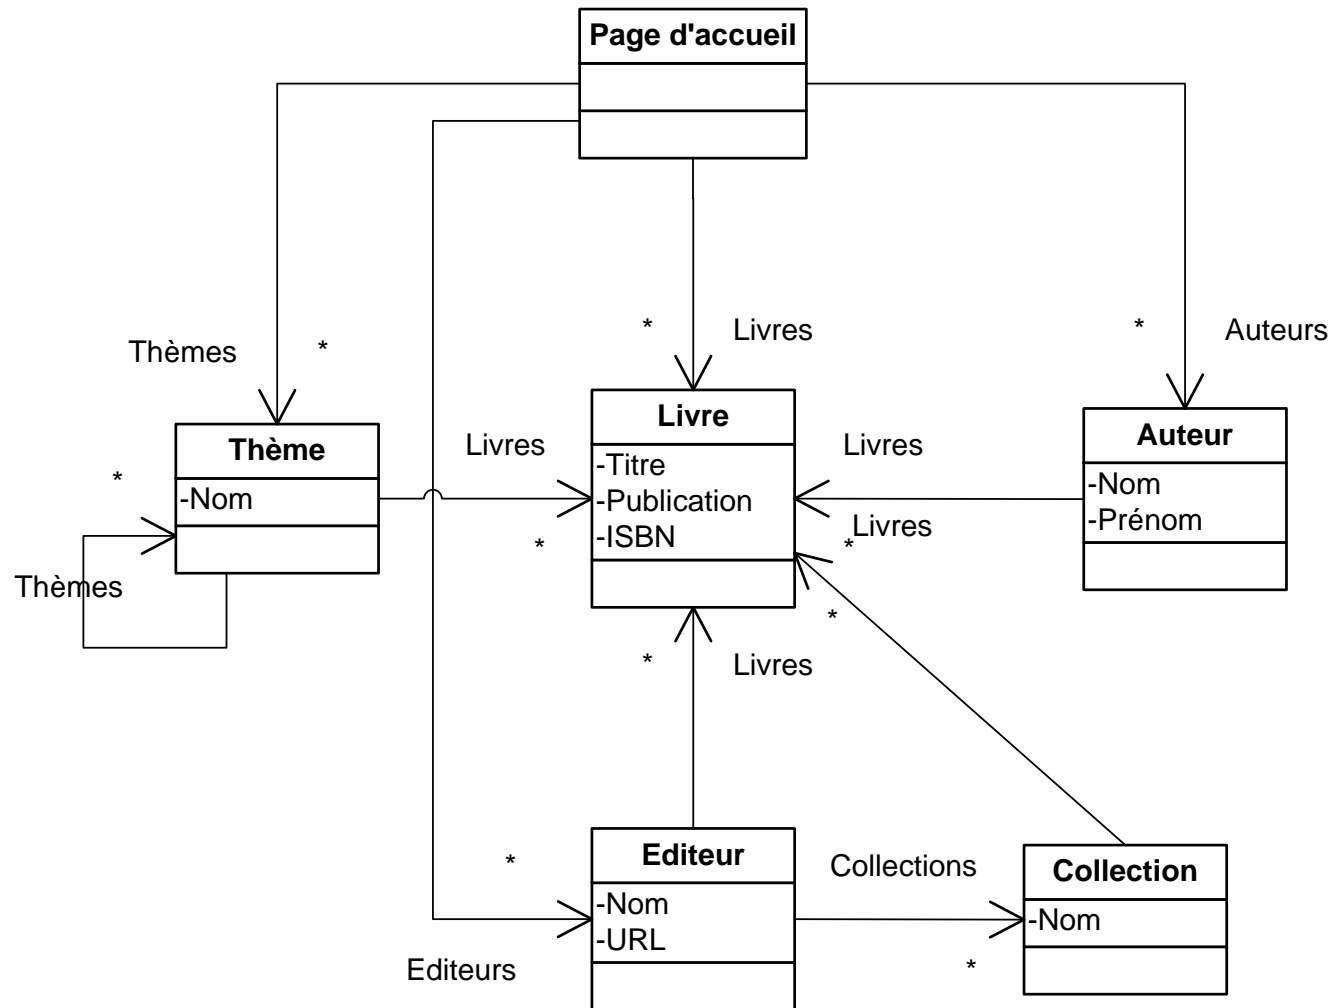 Page d'accueil
* Livres
* Auteurs
Thèmes *
Livre
Auteur
Thème
Livres
Livres
-Titre
-Publication
-ISBN
*
-Nom
-Nom
-Prénom
Livres
*
*
Thèmes
*
* Livres
Editeur
Collections
Collection
*
-Nom
-URL
-Nom
Editeurs
*